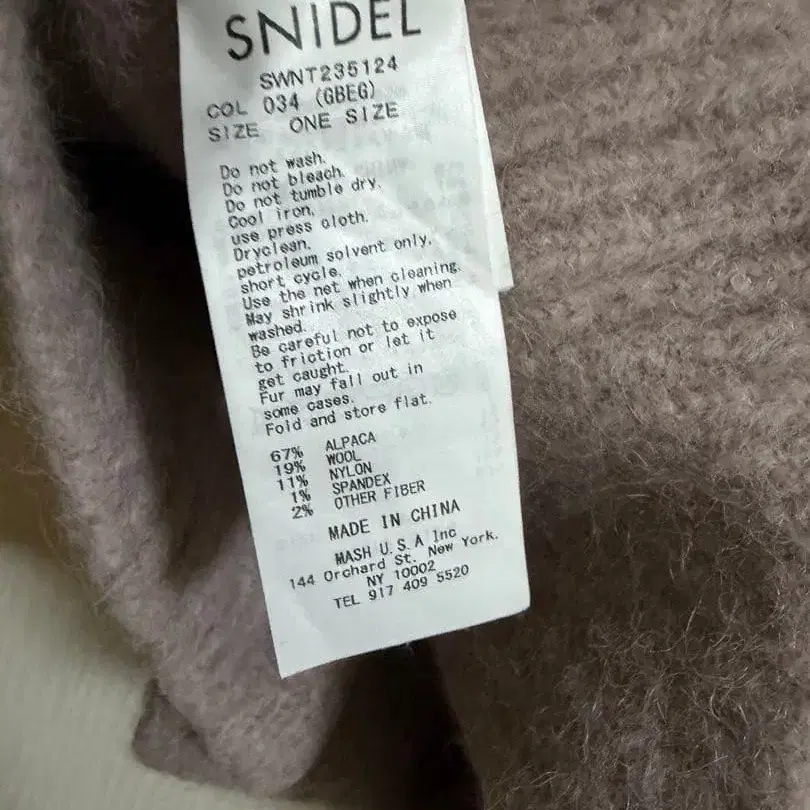 SNIDEL
SWNT235124
COL 034 (GBEG)
SIZE ONE SIZE
Do not wash.
Do not bleach.
Do not tumble dry.
Cool iron.
use press cloth.
Dryclean.
petroleum solvent only,
short cycle.
Use the net when cleaning.
May shrink slightly when
washed.
Be careful not to expose
to friction or let it
get caught.
Fur may fall out in
some cases.
Fold and store flat.
67% ALPACA
19% WOOL
11% NYLON
1% SPANDEX
2% OTHER FIBER
MADE IN CHINA
MASH U.S.A Inc
144 Orchard St. New York.
NY 10002
TEL 917 409 5520